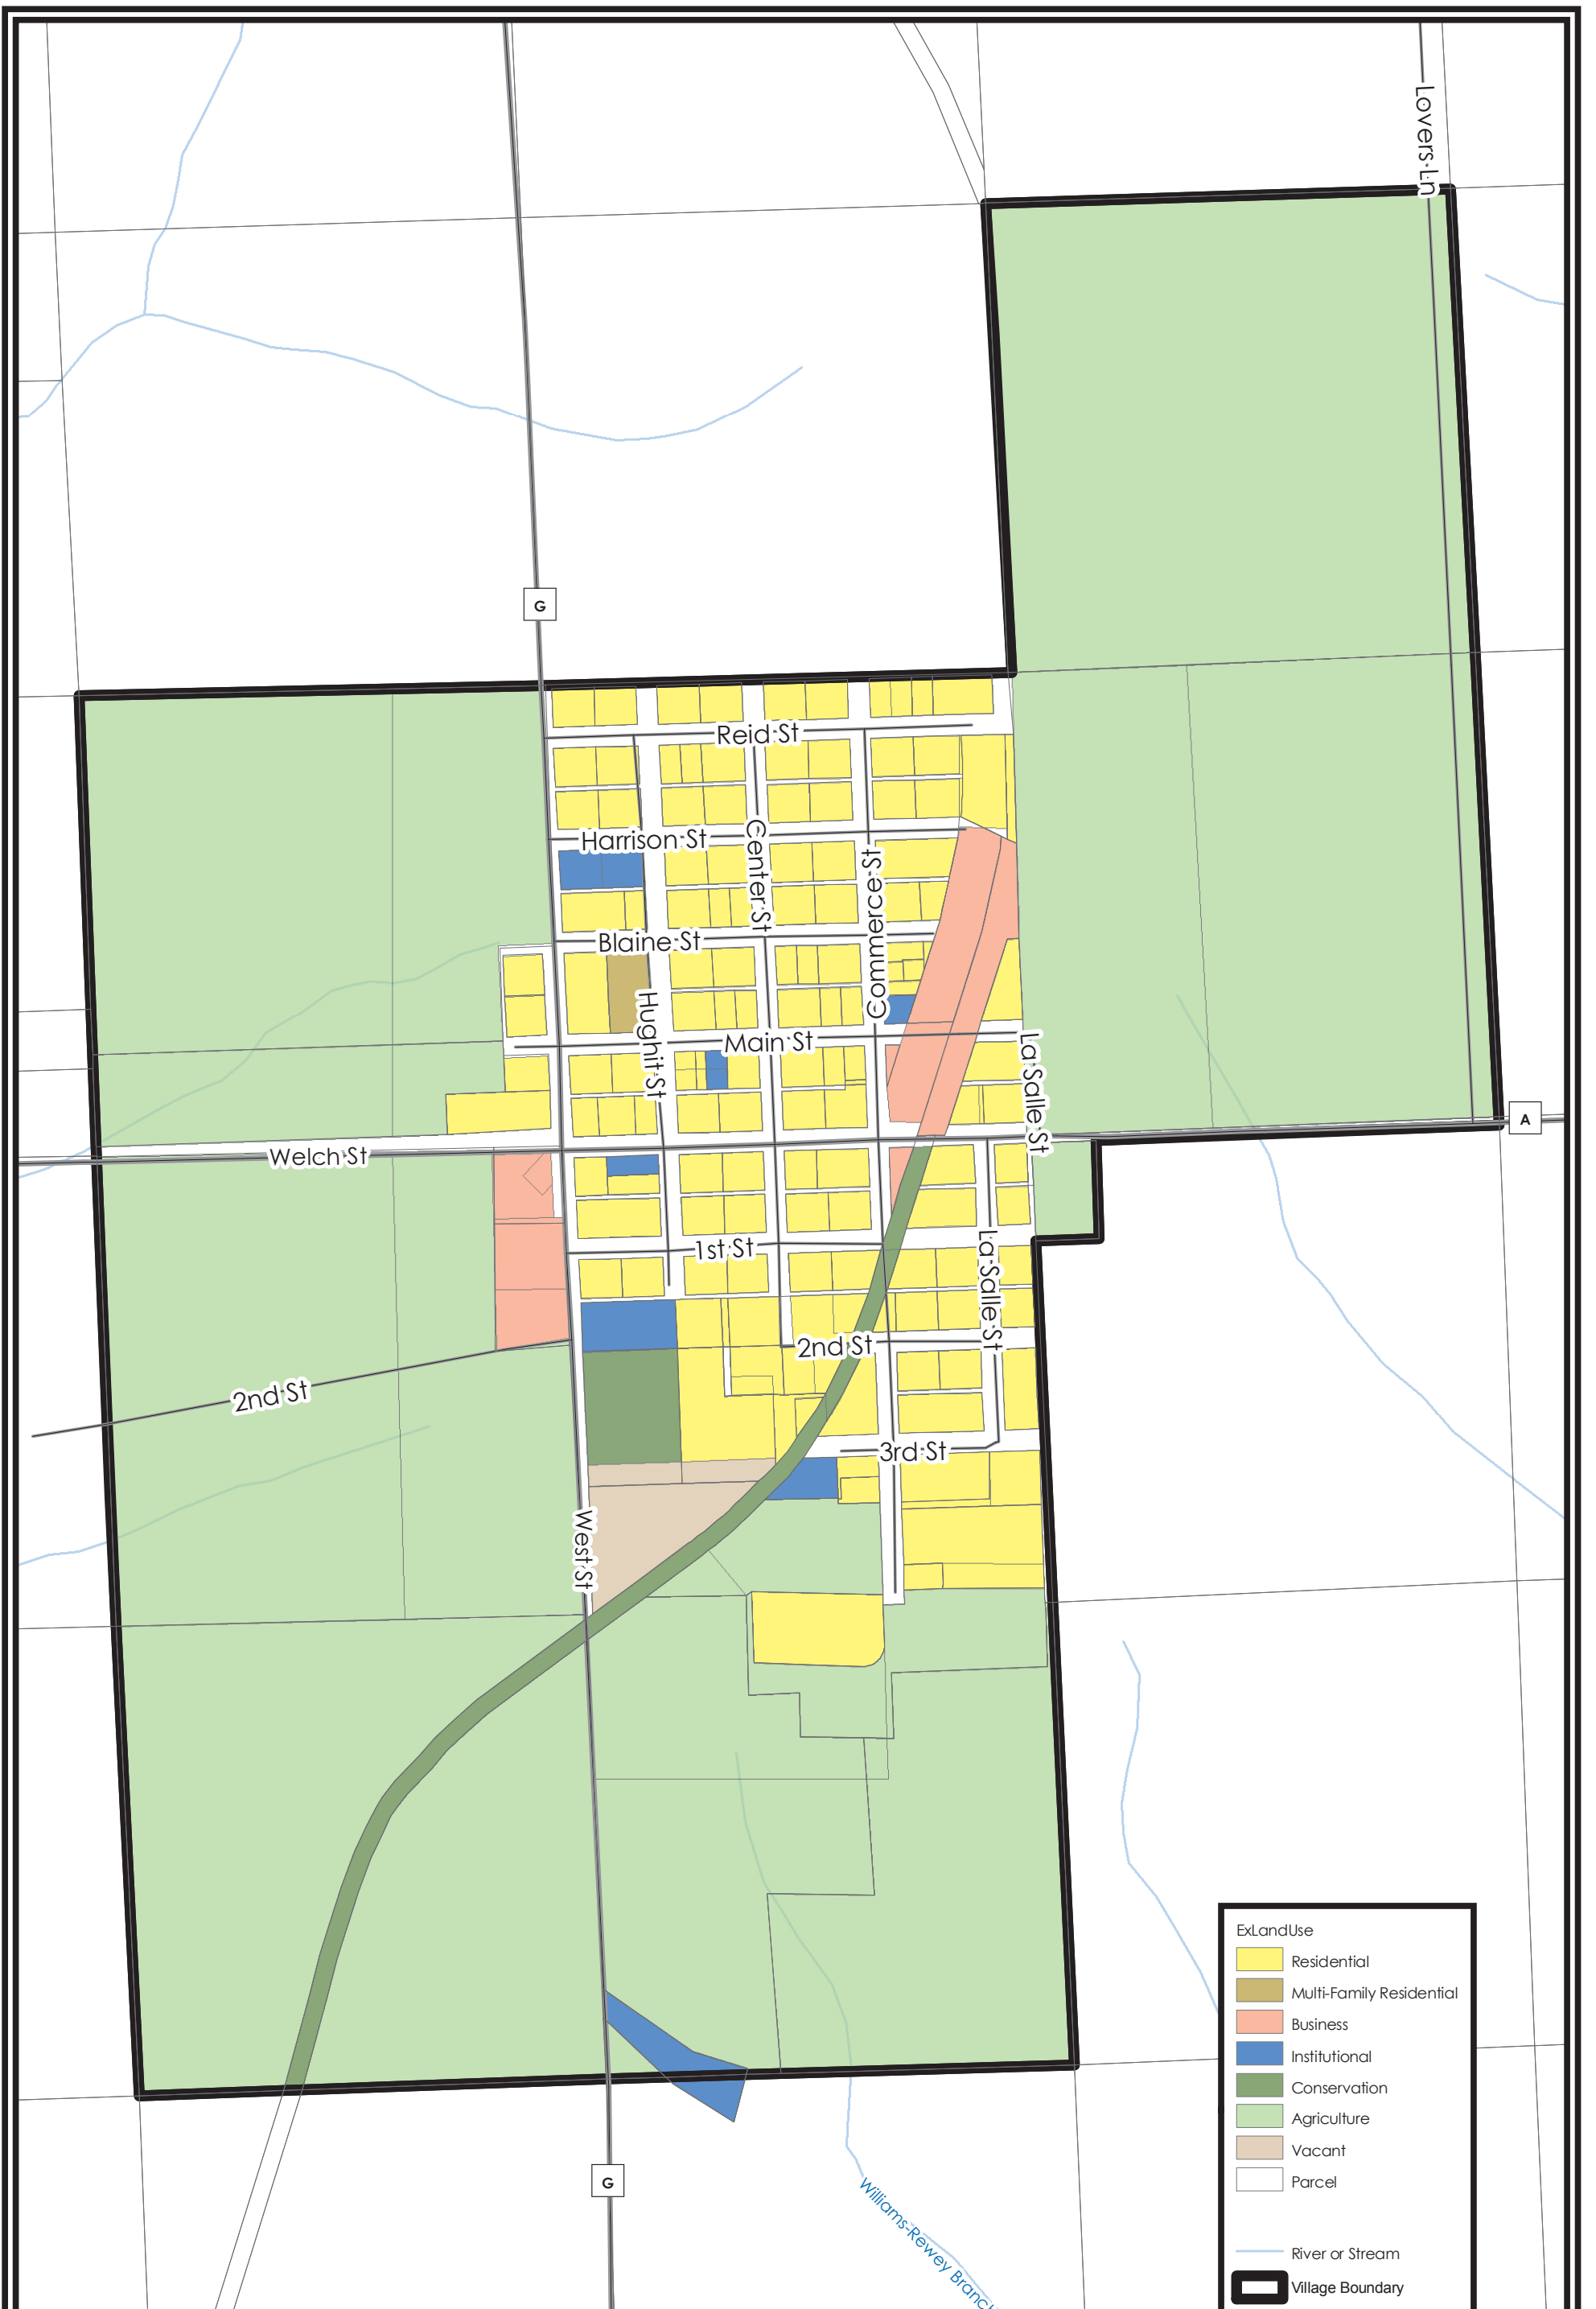 Lovers Ln
G
Reid St
Harrison St
Center St
Commerce St
Blaine St
Hughit St
Main St
La Salle St
A
Welch St
1st St
La Salle St
2nd St
2nd St
3rd St
West St
G
Williams-Rewey Branch
ExLandUse
Residential
Multi-Family Residential
Business
Institutional
Conservation
Agriculture
Vacant
Parcel
River or Stream
Village Boundary